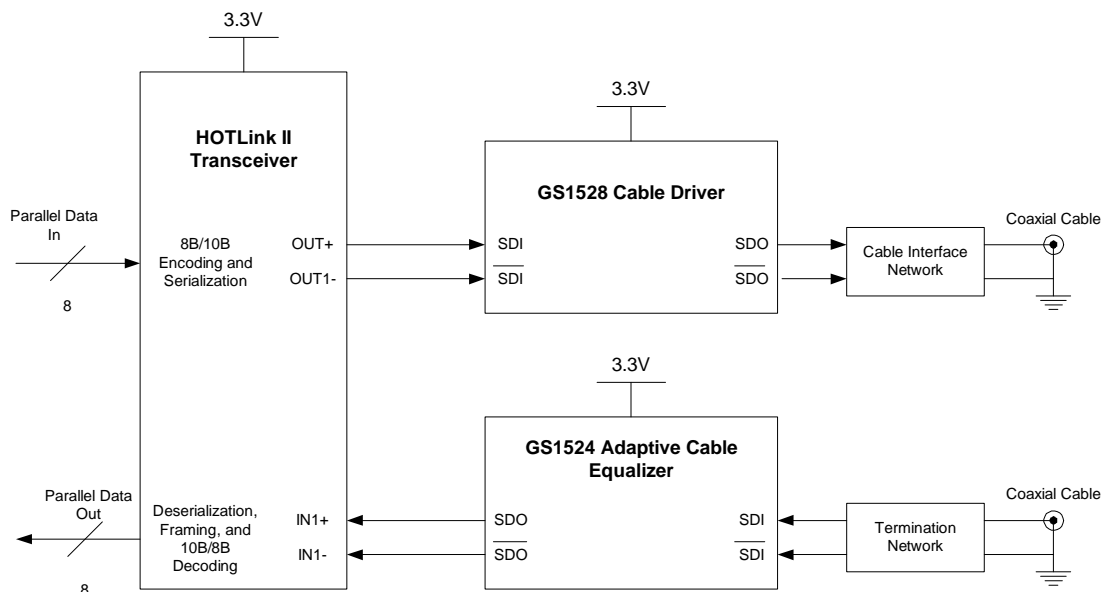 3.3V
HOTLink II
Transceiver
Parallel Data
In
8
8B/10B
Encoding and
Serialization
OUT+
OUT1-
3.3V
GS1528 Cable Driver
SDI
SDI
SDO
SDO
Cable Interface
Network
Coaxial Cable
3.3V
GS1524 Adaptive Cable
Equalizer
Parallel Data
Out
8
Deserialization,
Framing, and
10B/8B
Decoding
IN1+
IN1-
SDO
SDO
SDI
SDI
Termination
Network
Coaxial Cable